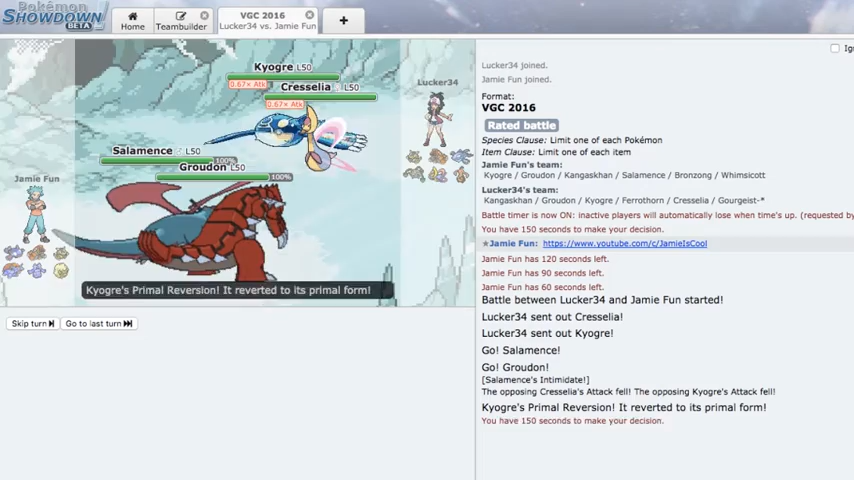 Pokémon
SHOWDOWN
BETA
Home
Teambuilder
VGC 2016
Lucker34 vs. Jamie Fun
Kyogre L50
0.67× Atk
Cresselia L50
0.67× Atk
Lucker34
Salamence L50
100%
Groudon L50
100%
Jamie Fun
Kyogre's Primal Reversion! It reverted to its primal form!
Skip turn
Go to last turn
Lucker34 joined.
Jamie Fun joined.
Format:
VGC 2016
Rated battle
Species Clause: Limit one of each Pokémon
Item Clause: Limit one of each item
Jamie Fun's team:
Kyogre / Groudon / Kangaskhan / Salamence / Bronzong / Whimsicott
Lucker34's team:
Kangaskhan / Groudon / Kyogre / Ferrothorn / Cresselia / Gourgeist-*
Battle timer is now ON: inactive players will automatically lose when time's up. (requested by
You have 150 seconds to make your decision.
★Jamie Fun: https://www.youtube.com/c/JamieIsCool
Jamie Fun has 120 seconds left.
Jamie Fun has 90 seconds left.
Jamie Fun has 60 seconds left.
Battle between Lucker34 and Jamie Fun started!
Lucker34 sent out Cresselia!
Lucker34 sent out Kyogre!
Go! Salamence!
Go! Groudon!
[Salamence's Intimidate!]
The opposing Cresselia's Attack fell! The opposing Kyogre's Attack fell!
Kyogre's Primal Reversion! It reverted to its primal form!
You have 150 seconds to make your decision.
Ig